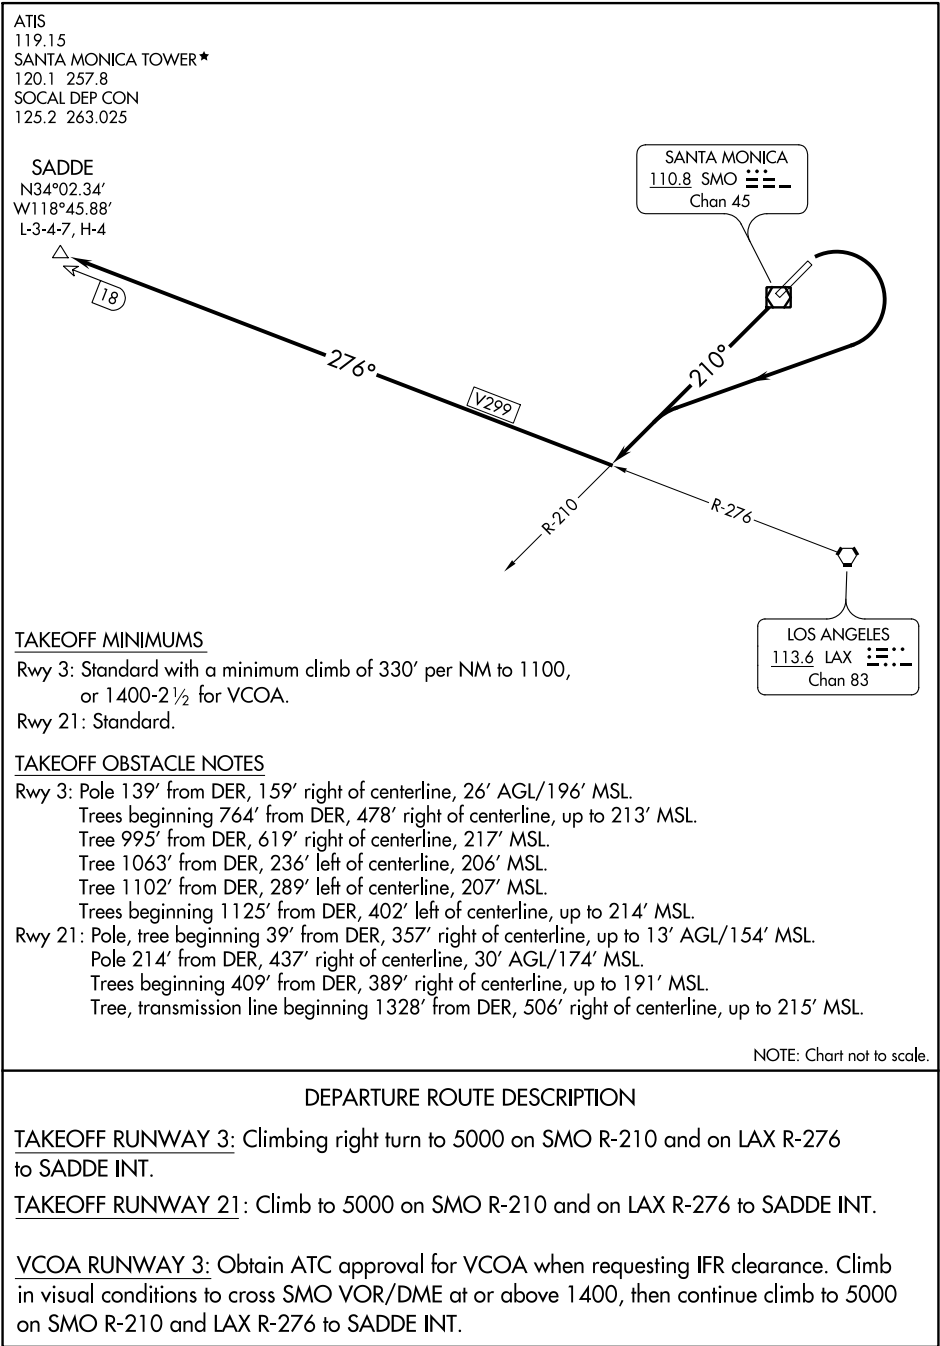 ATIS
119.15
SANTA MONICA TOWER★
120.1 257.8
SOCAL DEP CON
125.2 263.025
SADDE
N34°02.34′
W118°45.88′
L-3-4-7, H-4
18
SANTA MONICA
110.8 SMO
Chan 45
276°
V299
210°
R-210
R-276
LOS ANGELES
113.6 LAX
Chan 83
TAKEOFF MINIMUMS
Rwy 3: Standard with a minimum climb of 330′ per NM to 1100,
or 1400-2½ for VCOA.
Rwy 21: Standard.
TAKEOFF OBSTACLE NOTES
Rwy 3: Pole 139′ from DER, 159′ right of centerline, 26′ AGL/196′ MSL.
Trees beginning 764′ from DER, 478′ right of centerline, up to 213′ MSL.
Tree 995′ from DER, 619′ right of centerline, 217′ MSL.
Tree 1063′ from DER, 236′ left of centerline, 206′ MSL.
Tree 1102′ from DER, 289′ left of centerline, 207′ MSL.
Trees beginning 1125′ from DER, 402′ left of centerline, up to 214′ MSL.
Rwy 21: Pole, tree beginning 39′ from DER, 357′ right of centerline, up to 13′ AGL/154′ MSL.
Pole 214′ from DER, 437′ right of centerline, 30′ AGL/174′ MSL.
Trees beginning 409′ from DER, 389′ right of centerline, up to 191′ MSL.
Tree, transmission line beginning 1328′ from DER, 506′ right of centerline, up to 215′ MSL.
NOTE: Chart not to scale.
DEPARTURE ROUTE DESCRIPTION
TAKEOFF RUNWAY 3: Climbing right turn to 5000 on SMO R-210 and on LAX R-276
to SADDE INT.
TAKEOFF RUNWAY 21: Climb to 5000 on SMO R-210 and on LAX R-276 to SADDE INT.
VCOA RUNWAY 3: Obtain ATC approval for VCOA when requesting IFR clearance. Climb
in visual conditions to cross SMO VOR/DME at or above 1400, then continue climb to 5000
on SMO R-210 and LAX R-276 to SADDE INT.